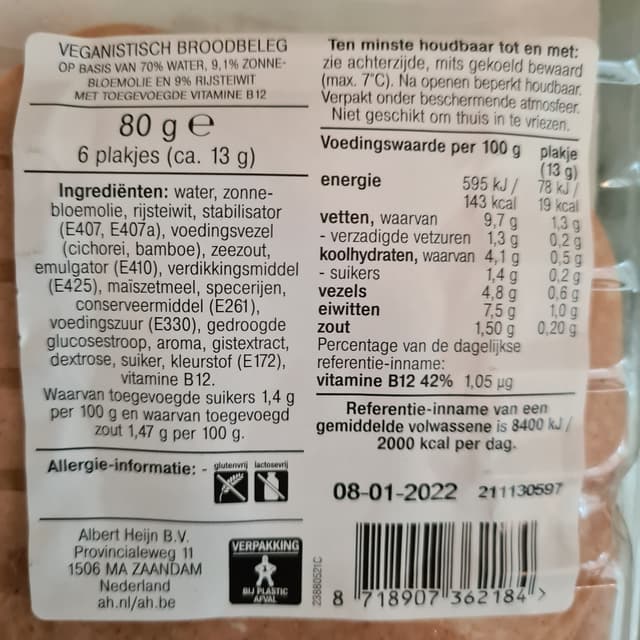 VEGANISTISCH BROODBELEG
OP BASIS VAN 70% WATER, 9,1% ZONNE-
BLOEMOLIE EN 9% RIJSTEIWIT
MET TOEGEVOEGDE VITAMINE B12
80 g e
6 plakjes (ca. 13 g)
Ingrediënten: water, zonne-
bloemolie, rijsteiwit, stabilisator
(E407, E407a), voedingsvezel
(cichorei, bamboe), zeezout,
emulgator (E410), verdikkingsmiddel
(E425), maïszetmeel, specerijen,
conserveermiddel (E261),
voedingszuur (E330), gedroogde
glucosestroop, aroma, gistextract,
dextrose, suiker, kleurstof (E172),
vitamine B12.
Waarvan toegevoegde suikers 1,4 g
per 100 g en waarvan toegevoegd
zout 1,47 g per 100 g.
Allergie-informatie: - glutenvrij lactosevrij
Albert Heijn B.V.
Provincialeweg 11
1506 MA ZAANDAM
Nederland
ah.nl/ah.be
VERPAKKING
BIJ PLASTIC
AFVAL
Ten minste houdbaar tot en met:
zie achterzijde, mits gekoeld bewaard
(max. 7°C). Na openen beperkt houdbaar.
Verpakt onder beschermende atmosfeer.
Niet geschikt om thuis in te vriezen.
Voedingswaarde per 100 g plakje
(13 g)
energie 595 kJ / 78 kJ /
143 kcal 19 kcal
vetten, waarvan 9,7 g 1,3 g
- verzadigde vetzuren 1,3 g 0,2 g
koolhydraten, waarvan 4,1 g 0,5 g
- suikers 1,4 g 0,2 g
vezels 4,8 g 0,6 g
eiwitten 7,5 g 1,0 g
zout 1,50 g 0,20 g
Percentage van de dagelijkse
referentie-inname:
vitamine B12 42% 1,05 µg
Referentie-inname van een
gemiddelde volwassene is 8400 kJ /
2000 kcal per dag.
08-01-2022 211130597
23880521C
8 718907 362184 >